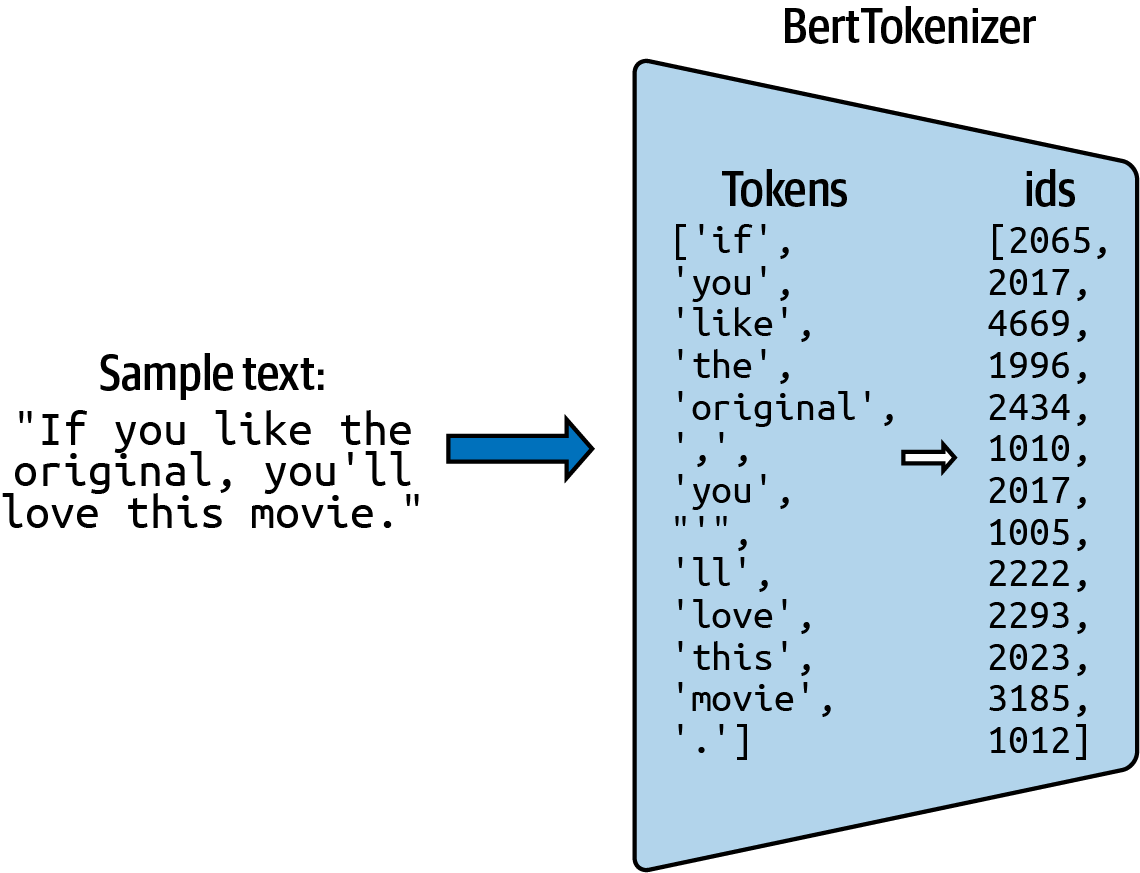 BertTokenizer
Sample text:
"If you like the
original, you'll
love this movie."
Tokens
['if',
'you',
'like',
'the',
'original',
',',
'you',
"'",
'll',
'love',
'this',
'movie',
'.']
ids
[2065,
2017,
4669,
1996,
2434,
1010,
2017,
1005,
2222,
2293,
2023,
3185,
1012]